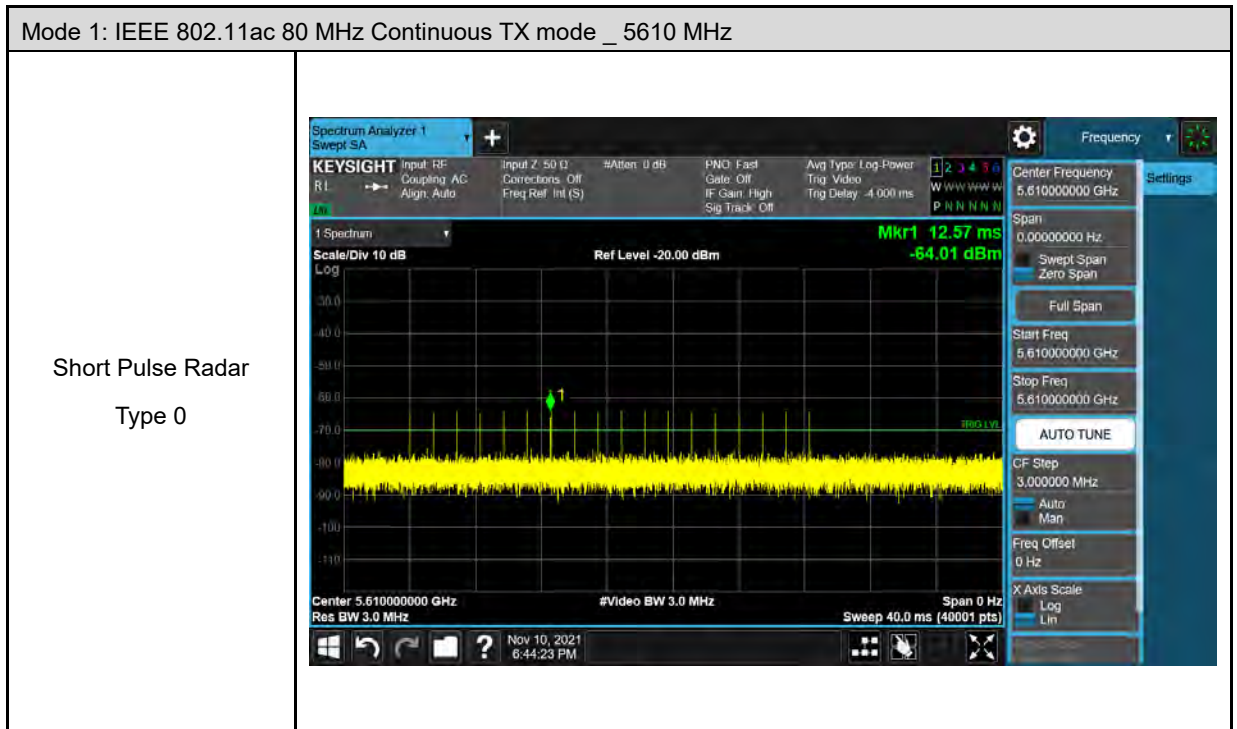 Mode 1: IEEE 802.11ac 80 MHz Continuous TX mode _ 5610 MHz
Short Pulse Radar
Type 0
Spectrum Analyzer 1
Swept SA
Frequency
KEYSIGHT
RL
Input: RF
Coupling: AC
Align: Auto
Input Z: 50 Ω
Corrections: Off
Freq Ref: Int (S)
#Atten: 0 dB
PNO: Fast
Gate: Off
IF Gain: High
Sig Track: Off
Avg Type: Log-Power
Trig: Video
Trig Delay: -4.000 ms
1 2 3 4 5 6
W W W W W W
P N N N N N
1 Spectrum
Scale/Div 10 dB
Log
Ref Level -20.00 dBm
Mkr1 12.57 ms
-64.01 dBm
-30.0
-40.0
-50.0
-60.0
-70.0
-80.0
-90.0
-100
-110
1
TRIG LVL
Center 5.610000000 GHz
Res BW 3.0 MHz
#Video BW 3.0 MHz
Span 0 Hz
Sweep 40.0 ms (40001 pts)
Nov 10, 2021
6:44:23 PM
?
Center Frequency
5.610000000 GHz
Settings
Span
0.00000000 Hz
Swept Span
Zero Span
Full Span
Start Freq
5.610000000 GHz
Stop Freq
5.610000000 GHz
AUTO TUNE
CF Step
3.000000 MHz
Auto
Man
Freq Offset
0 Hz
X Axis Scale
Log
Lin